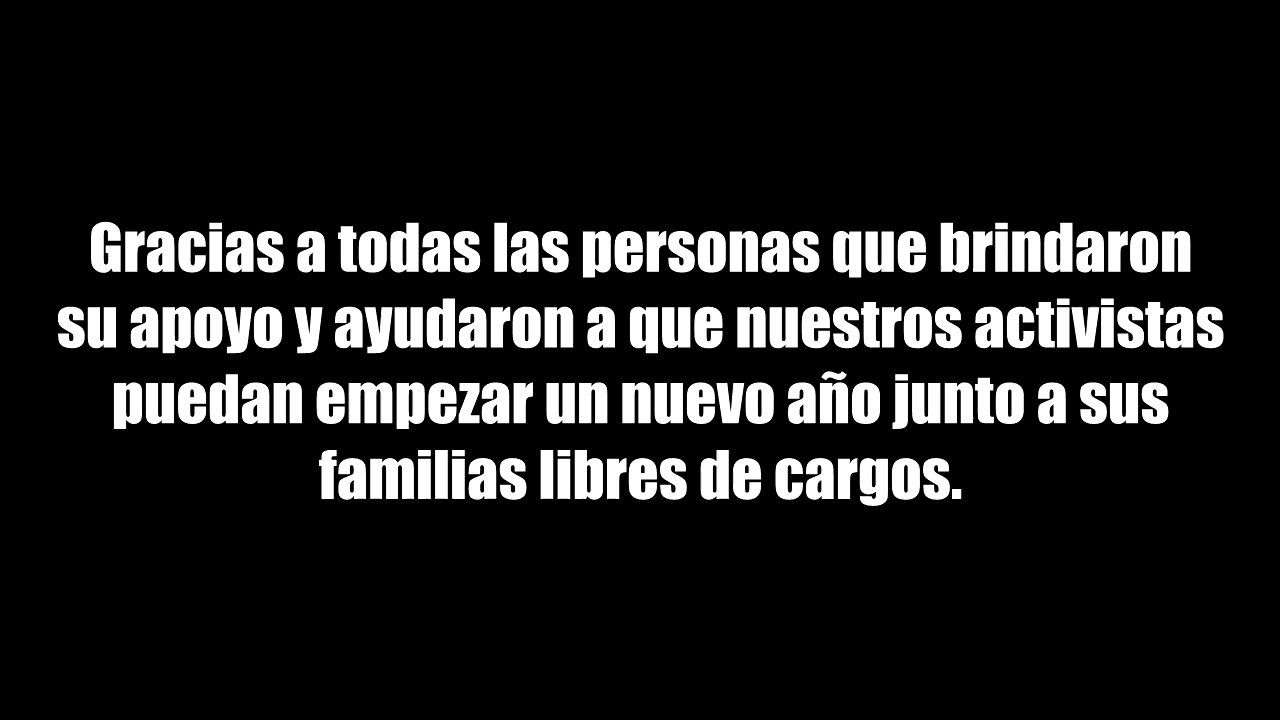 Gracias a todas las personas que brindaron
su apoyo y ayudaron a que nuestros activistas
puedan empezar un nuevo año junto a sus
familias libres de cargos.